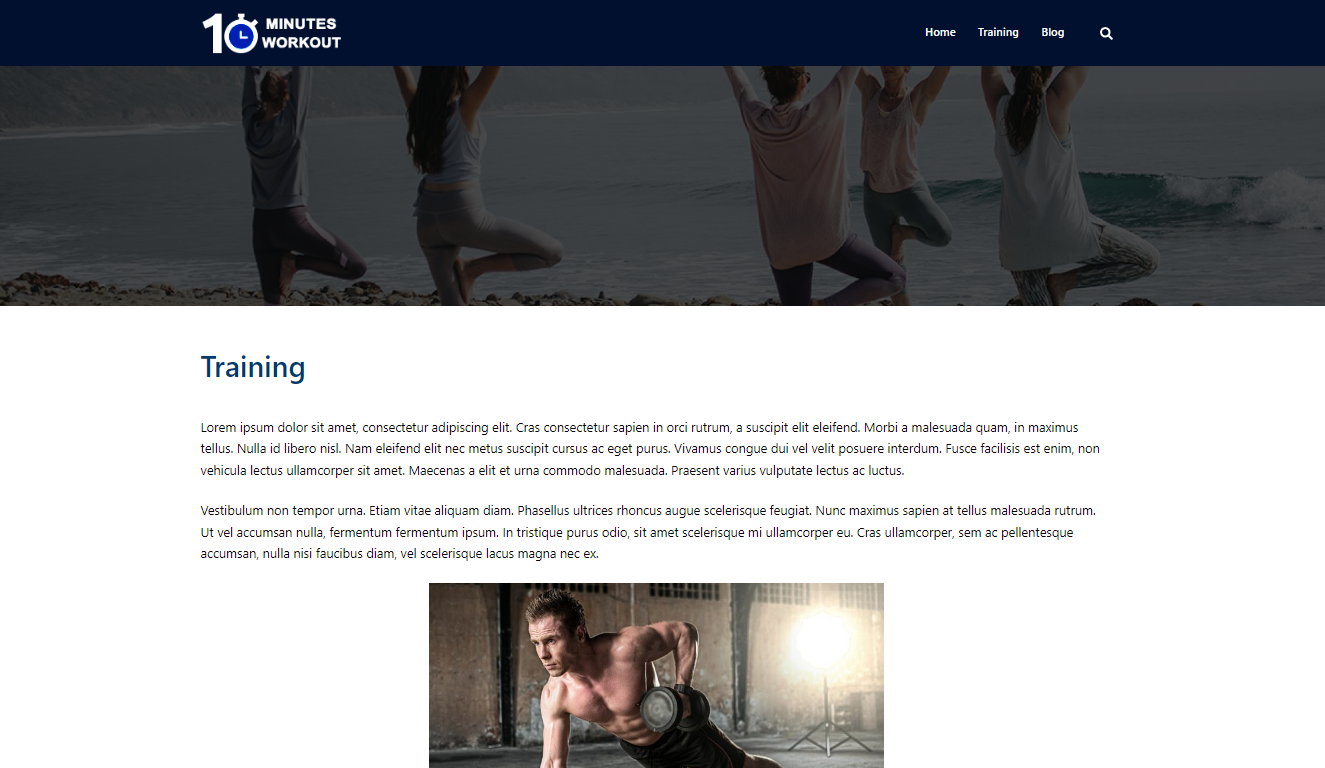 10 MINUTES
WORKOUT
Home Training Blog
Training
Lorem ipsum dolor sit amet, consectetur adipiscing elit. Cras consectetur sapien in orci rutrum, a suscipit elit eleifend. Morbi a malesuada quam, in maximus
tellus. Nulla id libero nisl. Nam eleifend elit nec metus suscipit cursus ac eget purus. Vivamus congue dui vel velit posuere interdum. Fusce facilisis est enim, non
vehicula lectus ullamcorper sit amet. Maecenas a elit et urna commodo malesuada. Praesent varius vulputate lectus ac luctus.
Vestibulum non tempor urna. Etiam vitae aliquam diam. Phasellus ultrices rhoncus augue scelerisque feugiat. Nunc maximus sapien at tellus malesuada rutrum.
Ut vel accumsan nulla, fermentum fermentum ipsum. In tristique purus odio, sit amet scelerisque mi ullamcorper eu. Cras ullamcorper, sem ac pellentesque
accumsan, nulla nisi faucibus diam, vel scelerisque lacus magna nec ex.